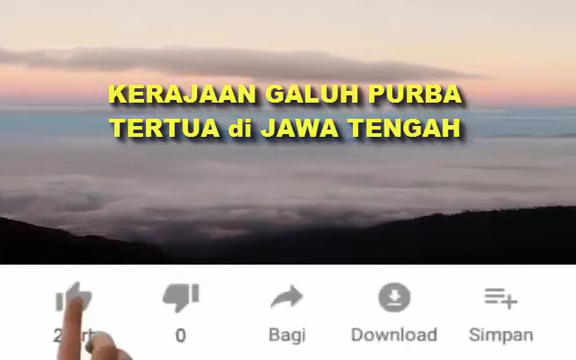 KERAJAAN GALUH PURBA
TERTUA di JAWA TENGAH
0
Bagi
Download
Simpan